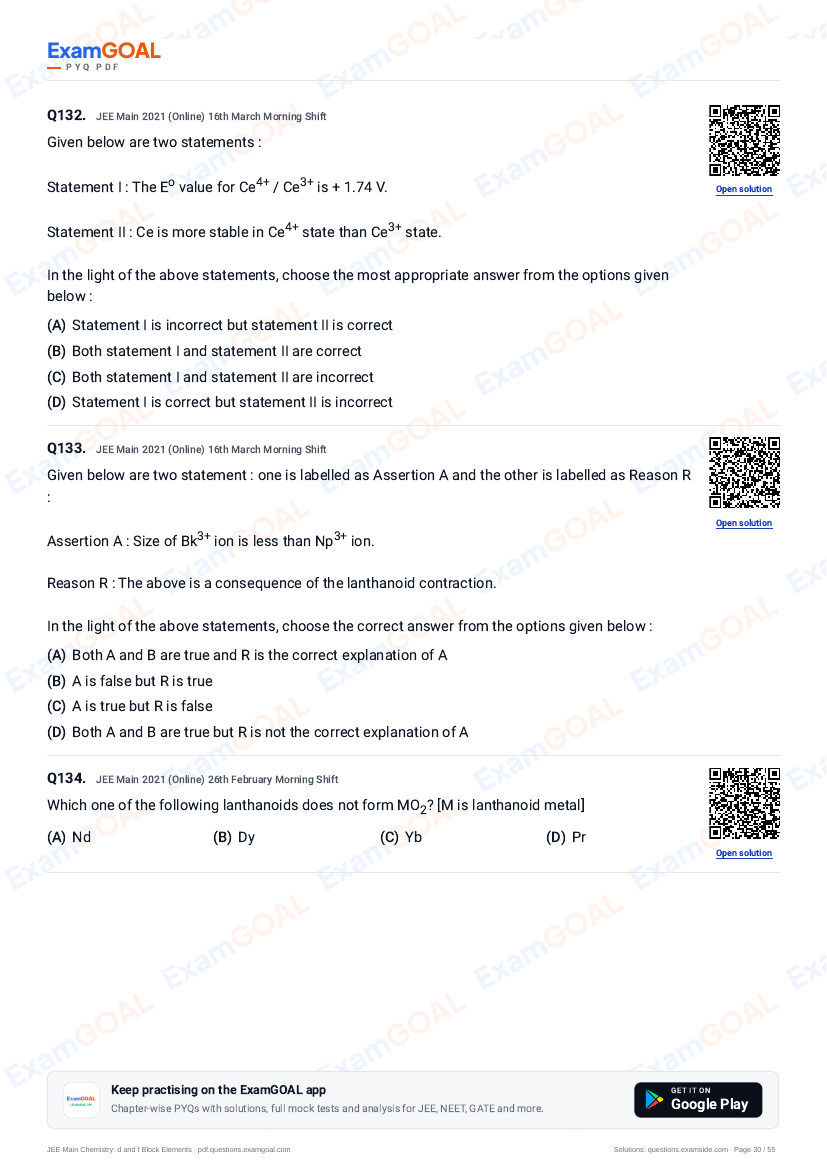 ExamGOAL
PYQ PDF
Q132. JEE Main 2021 (Online) 16th March Morning Shift
Given below are two statements :
Open solution
Statement I : The E⁰ value for Ce⁴⁺ / Ce³⁺ is + 1.74 V.
Statement II : Ce is more stable in Ce⁴⁺ state than Ce³⁺ state.
In the light of the above statements, choose the most appropriate answer from the options given
below :
(A) Statement I is incorrect but statement II is correct
(B) Both statement I and statement II are correct
(C) Both statement I and statement II are incorrect
(D) Statement I is correct but statement II is incorrect
Q133. JEE Main 2021 (Online) 16th March Morning Shift
Given below are two statement : one is labelled as Assertion A and the other is labelled as Reason R
:
Open solution
Assertion A : Size of Bk³⁺ ion is less than Np³⁺ ion.
Reason R : The above is a consequence of the lanthanoid contraction.
In the light of the above statements, choose the correct answer from the options given below :
(A) Both A and B are true and R is the correct explanation of A
(B) A is false but R is true
(C) A is true but R is false
(D) Both A and B are true but R is not the correct explanation of A
Q134. JEE Main 2021 (Online) 26th February Morning Shift
Which one of the following lanthanoids does not form MO₂? [M is lanthanoid metal]
(A) Nd (B) Dy (C) Yb (D) Pr
Open solution
ExamGOAL
Keep practising on the ExamGOAL app
Chapter-wise PYQs with solutions, full mock tests and analysis for JEE, NEET, GATE and more.
GET IT ON
Google Play
JEE Main Chemistry: d and f Block Elements · pdf.questions.examgoal.com
Solutions: questions.examside.com · Page 30 / 55